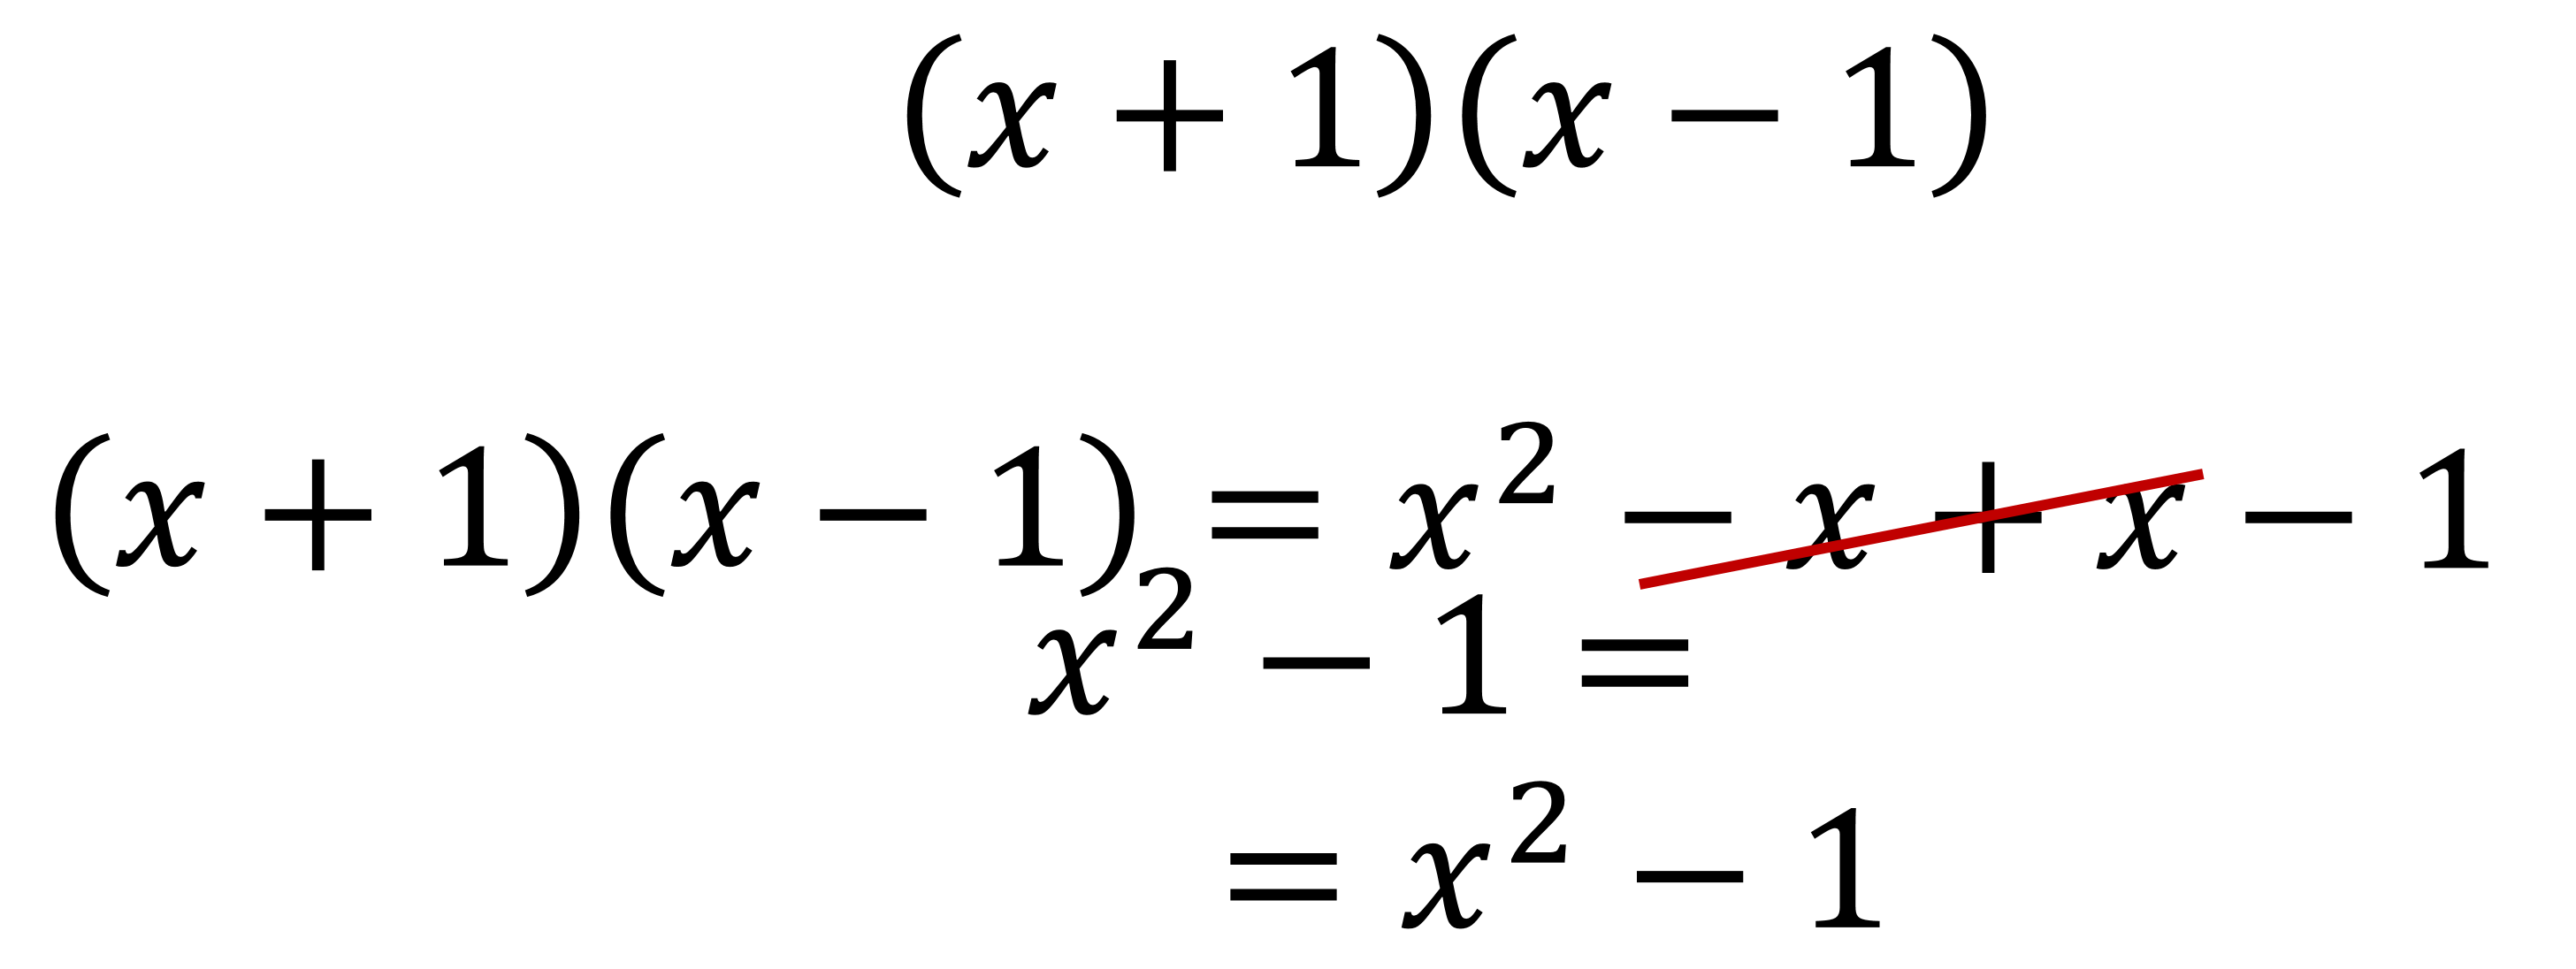 (x + 1)(x − 1)
(x + 1)(x − 1) = x² − x + x − 1
x² − 1 =
= x² − 1